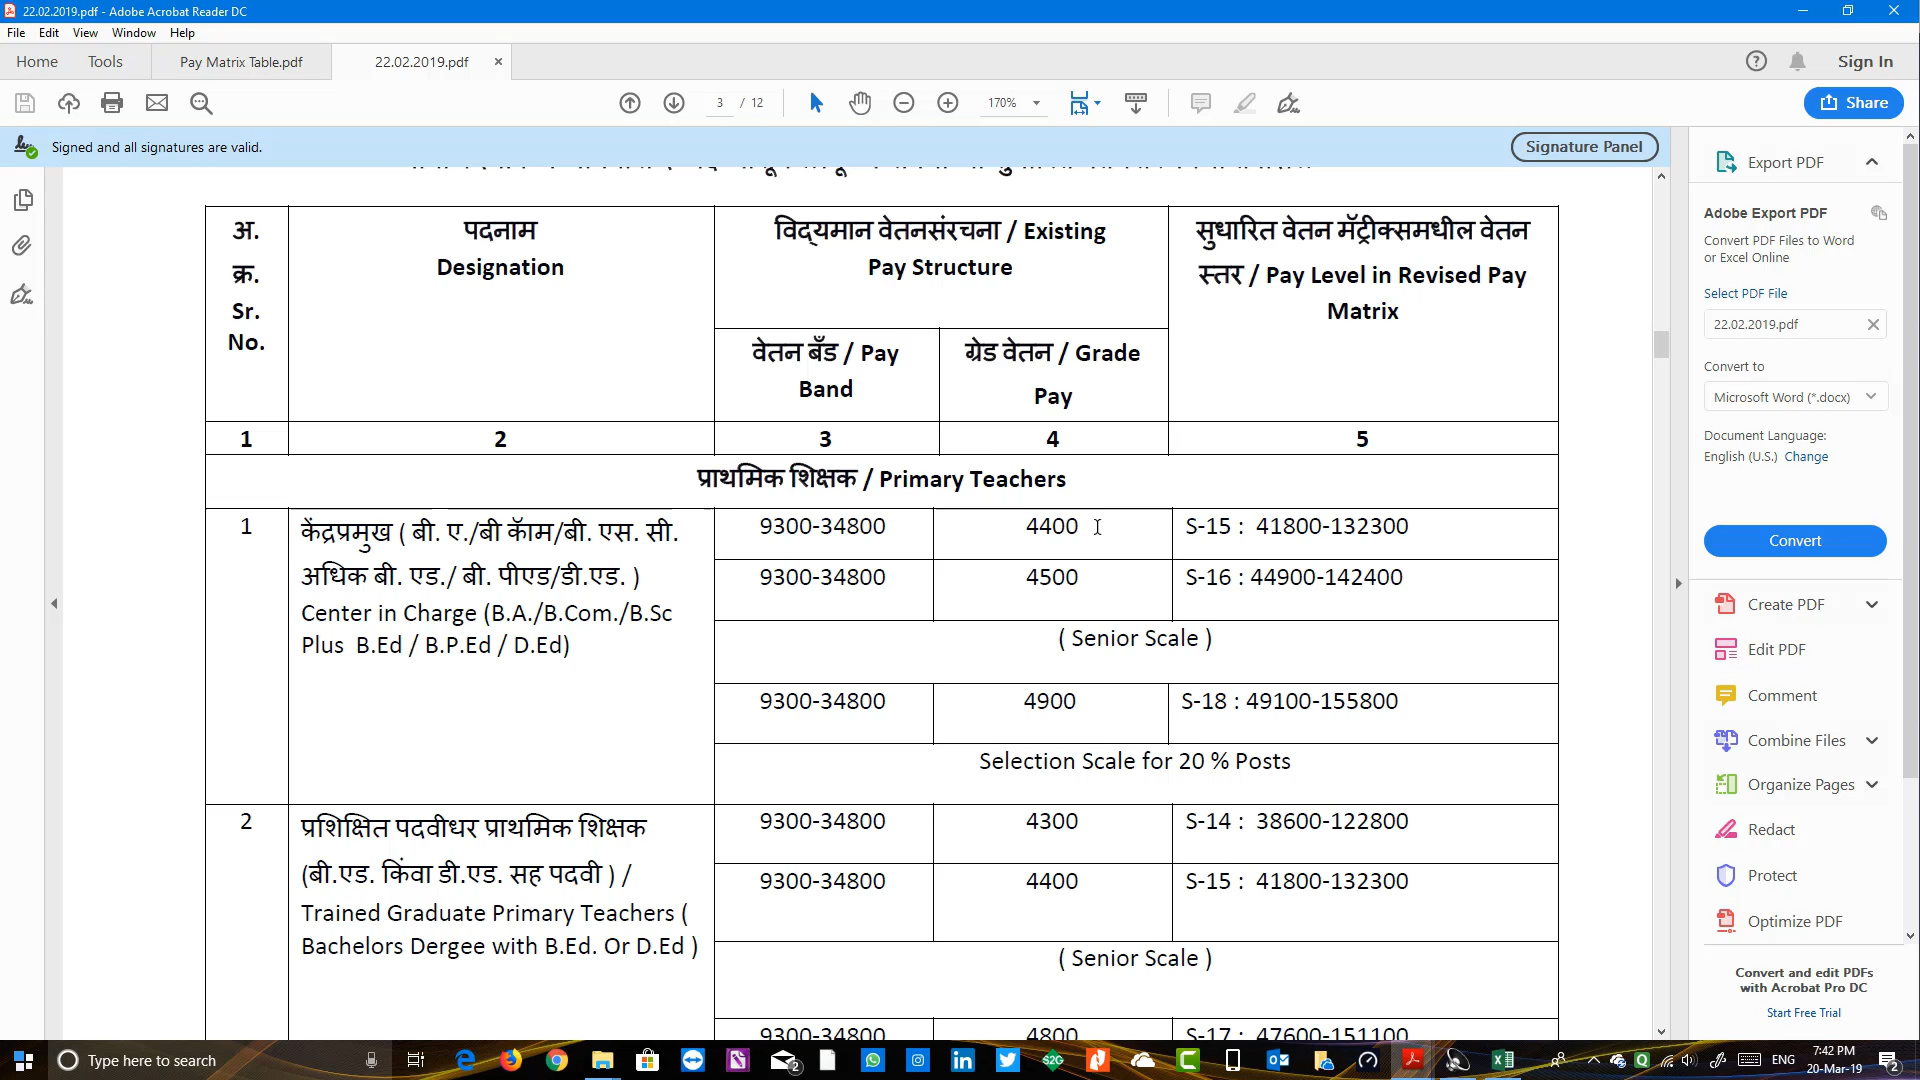 22.02.2019.pdf - Adobe Acrobat Reader DC
File Edit View Window Help
Home Tools Pay Matrix Table.pdf 22.02.2019.pdf × Sign In
3 / 12 170% Share
Signed and all signatures are valid. Signature Panel
अ. क्र. Sr. No.
पदनाम
Designation
विद्यमान वेतनसंरचना / Existing
Pay Structure
सुधारित वेतन मॅट्रीक्समधील वेतन
स्तर / Pay Level in Revised Pay
Matrix
वेतन बँड / Pay
Band
ग्रेड वेतन / Grade
Pay
1 2 3 4 5
प्राथमिक शिक्षक / Primary Teachers
1
केंद्रप्रमुख ( बी. ए./बी कॅाम/बी. एस. सी.
अधिक बी. एड./ बी. पीएड/डी.एड. )
Center in Charge (B.A./B.Com./B.Sc
Plus B.Ed / B.P.Ed / D.Ed)
9300-34800 4400 S-15 : 41800-132300
9300-34800 4500 S-16 : 44900-142400
( Senior Scale )
9300-34800 4900 S-18 : 49100-155800
Selection Scale for 20 % Posts
2
प्रशिक्षित पदवीधर प्राथमिक शिक्षक
(बी.एड. किंवा डी.एड. सह पदवी ) /
Trained Graduate Primary Teachers (
Bachelors Dergee with B.Ed. Or D.Ed )
9300-34800 4300 S-14 : 38600-122800
9300-34800 4400 S-15 : 41800-132300
( Senior Scale )
9300-34800 4800 S-17 : 47600-151100
Export PDF
Adobe Export PDF
Convert PDF Files to Word
or Excel Online
Select PDF File
22.02.2019.pdf
Convert to
Microsoft Word (*.docx)
Document Language:
English (U.S.) Change
Convert
Create PDF
Edit PDF
Comment
Combine Files
Organize Pages
Redact
Protect
Optimize PDF
Convert and edit PDFs
with Acrobat Pro DC
Start Free Trial
Type here to search
ENG
7:42 PM
20-Mar-19